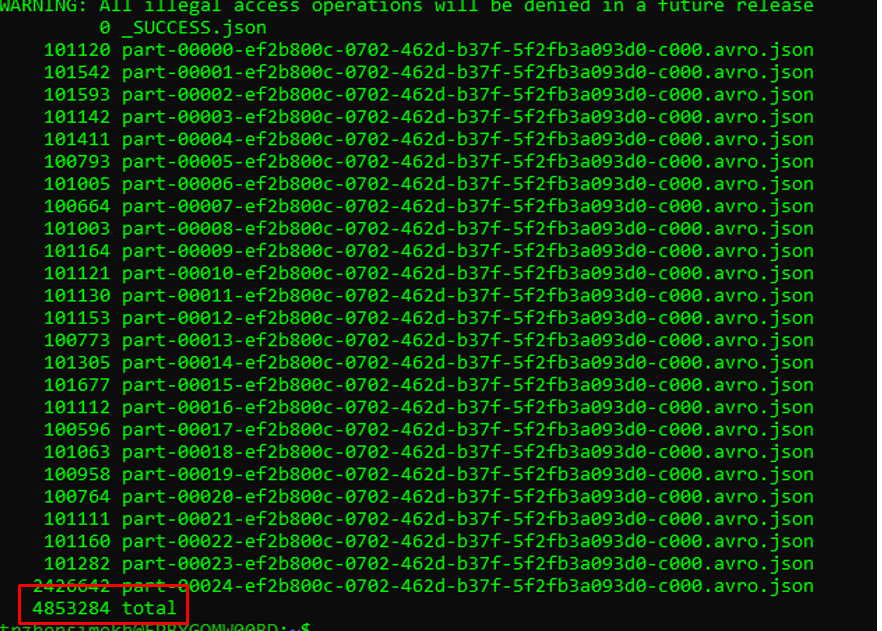 WARNING: All illegal access operations will be denied in a future release
0 _SUCCESS.json
101120 part-00000-ef2b800c-0702-462d-b37f-5f2fb3a093d0-c000.avro.json
101542 part-00001-ef2b800c-0702-462d-b37f-5f2fb3a093d0-c000.avro.json
101593 part-00002-ef2b800c-0702-462d-b37f-5f2fb3a093d0-c000.avro.json
101142 part-00003-ef2b800c-0702-462d-b37f-5f2fb3a093d0-c000.avro.json
101411 part-00004-ef2b800c-0702-462d-b37f-5f2fb3a093d0-c000.avro.json
100793 part-00005-ef2b800c-0702-462d-b37f-5f2fb3a093d0-c000.avro.json
101005 part-00006-ef2b800c-0702-462d-b37f-5f2fb3a093d0-c000.avro.json
100664 part-00007-ef2b800c-0702-462d-b37f-5f2fb3a093d0-c000.avro.json
101003 part-00008-ef2b800c-0702-462d-b37f-5f2fb3a093d0-c000.avro.json
101164 part-00009-ef2b800c-0702-462d-b37f-5f2fb3a093d0-c000.avro.json
101121 part-00010-ef2b800c-0702-462d-b37f-5f2fb3a093d0-c000.avro.json
101130 part-00011-ef2b800c-0702-462d-b37f-5f2fb3a093d0-c000.avro.json
101153 part-00012-ef2b800c-0702-462d-b37f-5f2fb3a093d0-c000.avro.json
100773 part-00013-ef2b800c-0702-462d-b37f-5f2fb3a093d0-c000.avro.json
101305 part-00014-ef2b800c-0702-462d-b37f-5f2fb3a093d0-c000.avro.json
101677 part-00015-ef2b800c-0702-462d-b37f-5f2fb3a093d0-c000.avro.json
101112 part-00016-ef2b800c-0702-462d-b37f-5f2fb3a093d0-c000.avro.json
100596 part-00017-ef2b800c-0702-462d-b37f-5f2fb3a093d0-c000.avro.json
101063 part-00018-ef2b800c-0702-462d-b37f-5f2fb3a093d0-c000.avro.json
100958 part-00019-ef2b800c-0702-462d-b37f-5f2fb3a093d0-c000.avro.json
100764 part-00020-ef2b800c-0702-462d-b37f-5f2fb3a093d0-c000.avro.json
101111 part-00021-ef2b800c-0702-462d-b37f-5f2fb3a093d0-c000.avro.json
101160 part-00022-ef2b800c-0702-462d-b37f-5f2fb3a093d0-c000.avro.json
101282 part-00023-ef2b800c-0702-462d-b37f-5f2fb3a093d0-c000.avro.json
2426642 part-00024-ef2b800c-0702-462d-b37f-5f2fb3a093d0-c000.avro.json
4853284 total